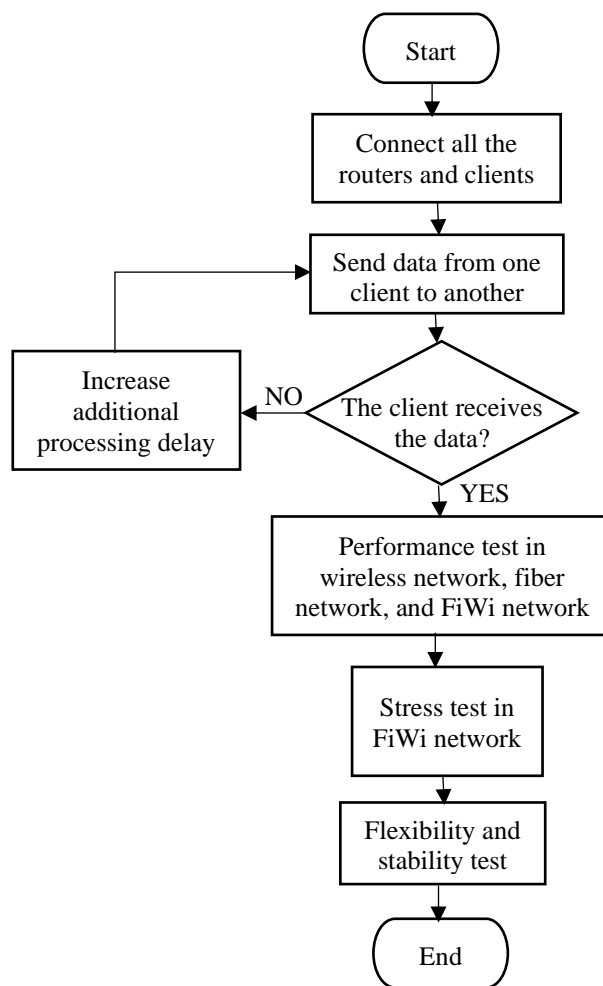 Start
Connect all the
routers and clients
Send data from one
client to another
Increase
additional
processing delay
NO
The client receives
the data?
YES
Performance test in
wireless network, fiber
network, and FiWi network
Stress test in
FiWi network
Flexibility and
stability test
End